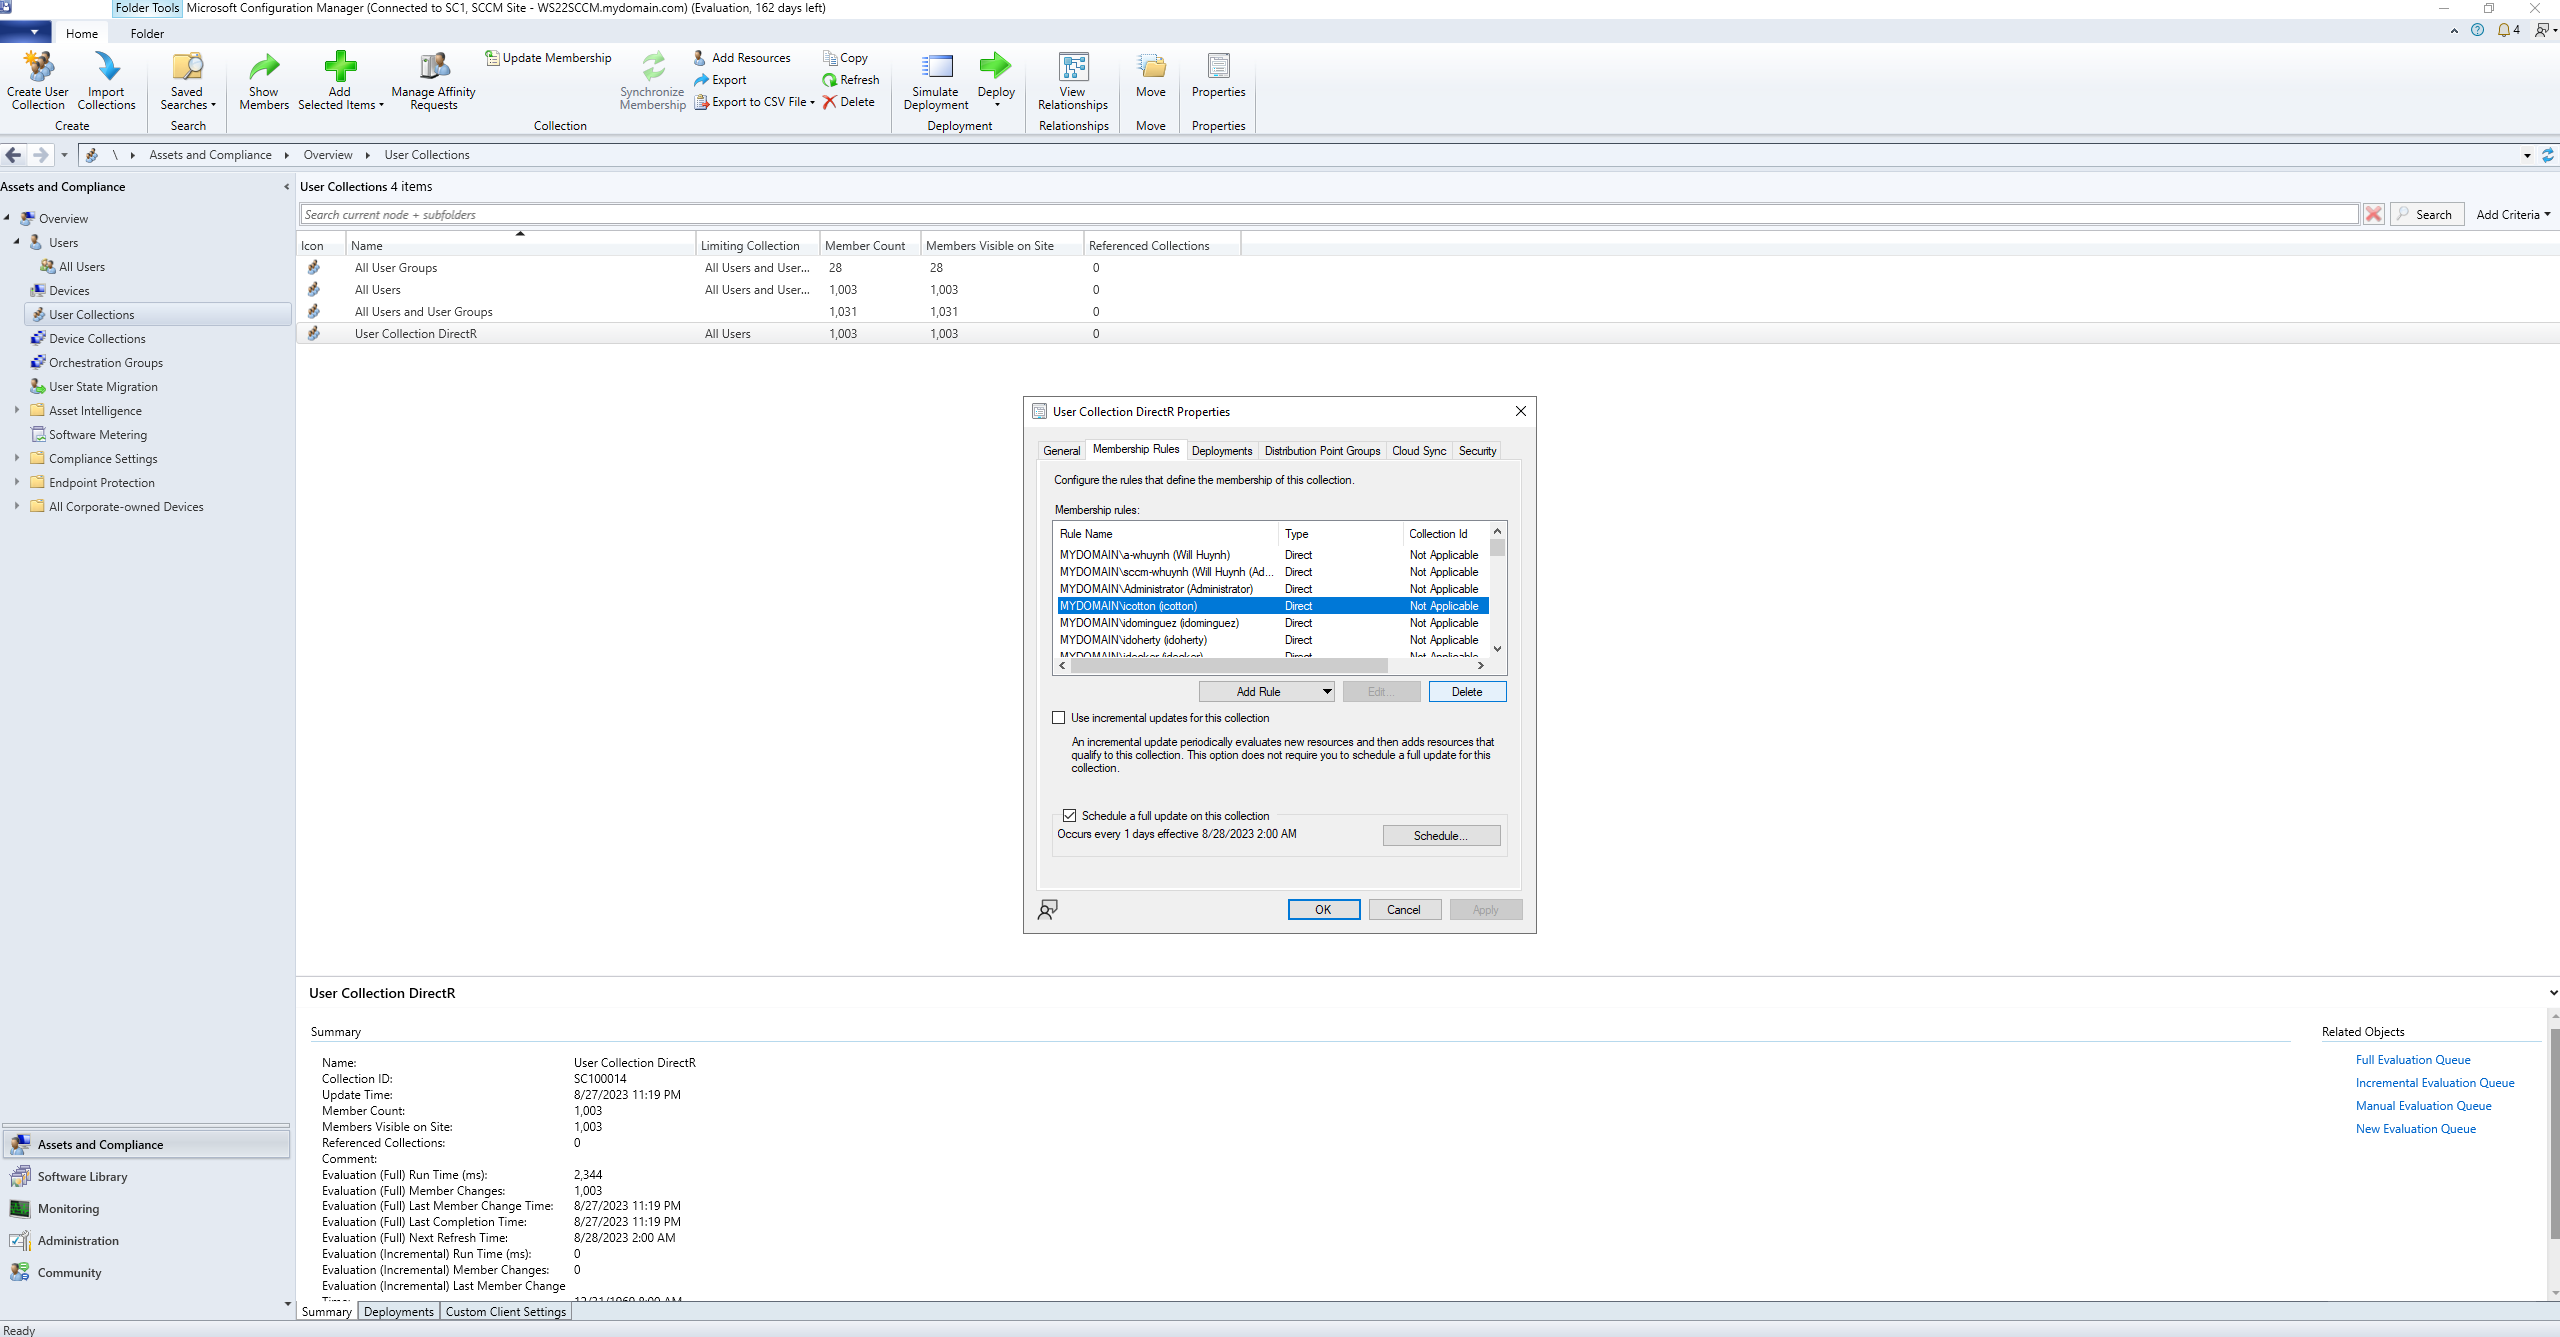 Folder Tools Microsoft Configuration Manager (Connected to SC1, SCCM Site - WS22SCCM.mydomain.com) (Evaluation, 162 days left)
Home Folder
4
Create User Collection
Import Collections
Create
Saved Searches
Search
Show Members
Add Selected Items
Manage Affinity Requests
Update Membership
Synchronize Membership
Add Resources
Export
Export to CSV File
Copy
Refresh
Delete
Collection
Simulate Deployment
Deploy
Deployment
View Relationships
Relationships
Move
Move
Properties
Properties
\ Assets and Compliance Overview User Collections
Assets and Compliance
Overview
Users
All Users
Devices
User Collections
Device Collections
Orchestration Groups
User State Migration
Asset Intelligence
Software Metering
Compliance Settings
Endpoint Protection
All Corporate-owned Devices
Assets and Compliance
Software Library
Monitoring
Administration
Community
User Collections 4 items
Search current node + subfolders
Search Add Criteria
Icon Name Limiting Collection Member Count Members Visible on Site Referenced Collections
All User Groups All Users and User... 28 28 0
All Users All Users and User... 1,003 1,003 0
All Users and User Groups 1,031 1,031 0
User Collection DirectR All Users 1,003 1,003 0
User Collection DirectR Properties
General Membership Rules Deployments Distribution Point Groups Cloud Sync Security
Configure the rules that define the membership of this collection.
Membership rules:
Rule Name Type Collection Id
MYDOMAIN\a-whuynh (Will Huynh) Direct Not Applicable
MYDOMAIN\sccm-whuynh (Will Huynh (Ad... Direct Not Applicable
MYDOMAIN\Administrator (Administrator) Direct Not Applicable
MYDOMAIN\icotton (icotton) Direct Not Applicable
MYDOMAIN\idominguez (idominguez) Direct Not Applicable
MYDOMAIN\idoherty (idoherty) Direct Not Applicable
Direct Not Applicable
Add Rule Edit... Delete
Use incremental updates for this collection
An incremental update periodically evaluates new resources and then adds resources that
qualify to this collection. This option does not require you to schedule a full update for this
collection.
Schedule a full update on this collection
Occurs every 1 days effective 8/28/2023 2:00 AM
Schedule...
OK Cancel Apply
User Collection DirectR
Summary
Name: User Collection DirectR
Collection ID: SC100014
Update Time: 8/27/2023 11:19 PM
Member Count: 1,003
Members Visible on Site: 1,003
Referenced Collections: 0
Comment:
Evaluation (Full) Run Time (ms): 2,344
Evaluation (Full) Member Changes: 1,003
Evaluation (Full) Last Member Change Time: 8/27/2023 11:19 PM
Evaluation (Full) Last Completion Time: 8/27/2023 11:19 PM
Evaluation (Full) Next Refresh Time: 8/28/2023 2:00 AM
Evaluation (Incremental) Run Time (ms): 0
Evaluation (Incremental) Member Changes: 0
Evaluation (Incremental) Last Member Change
Time:
Related Objects
Full Evaluation Queue
Incremental Evaluation Queue
Manual Evaluation Queue
New Evaluation Queue
Summary Deployments Custom Client Settings
Ready